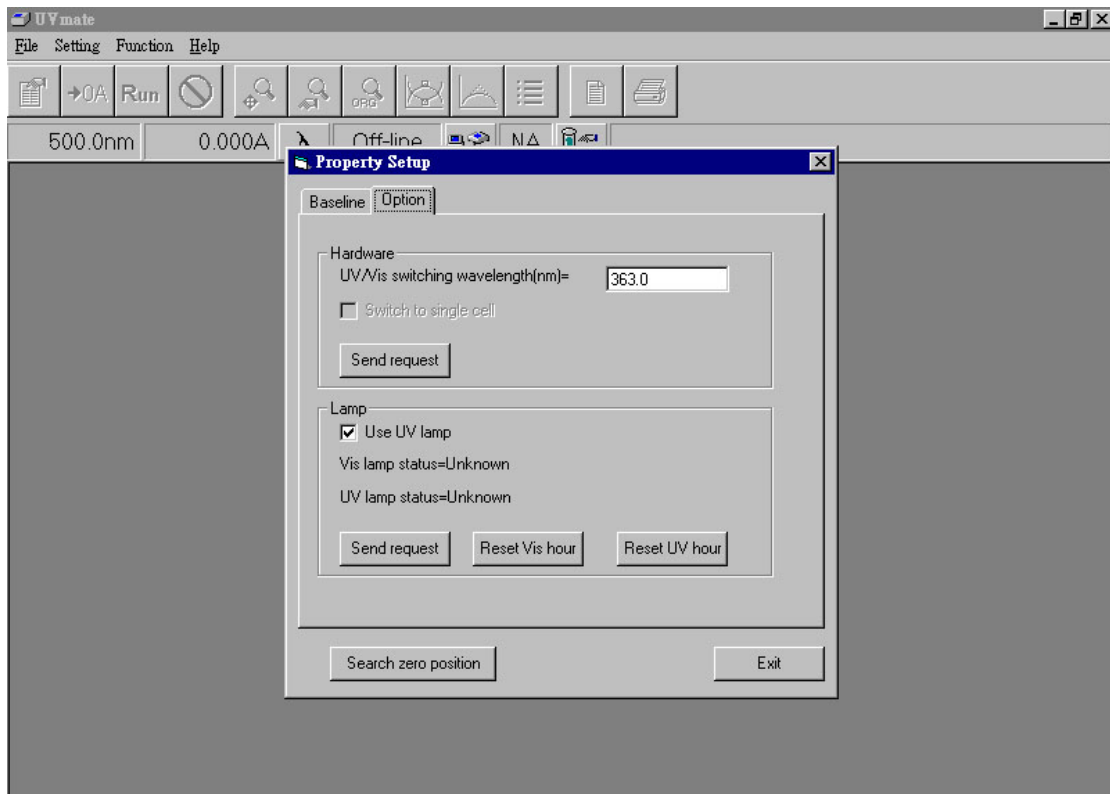 UVmate
File Setting Function Help
→0A Run ORG
500.0nm 0.000A λ Off-line NA
Property Setup
Baseline Option
Hardware
UV/Vis switching wavelength(nm)= 363.0
Switch to single cell
Send request
Lamp
Use UV lamp
Vis lamp status=Unknown
UV lamp status=Unknown
Send request Reset Vis hour Reset UV hour
Search zero position Exit